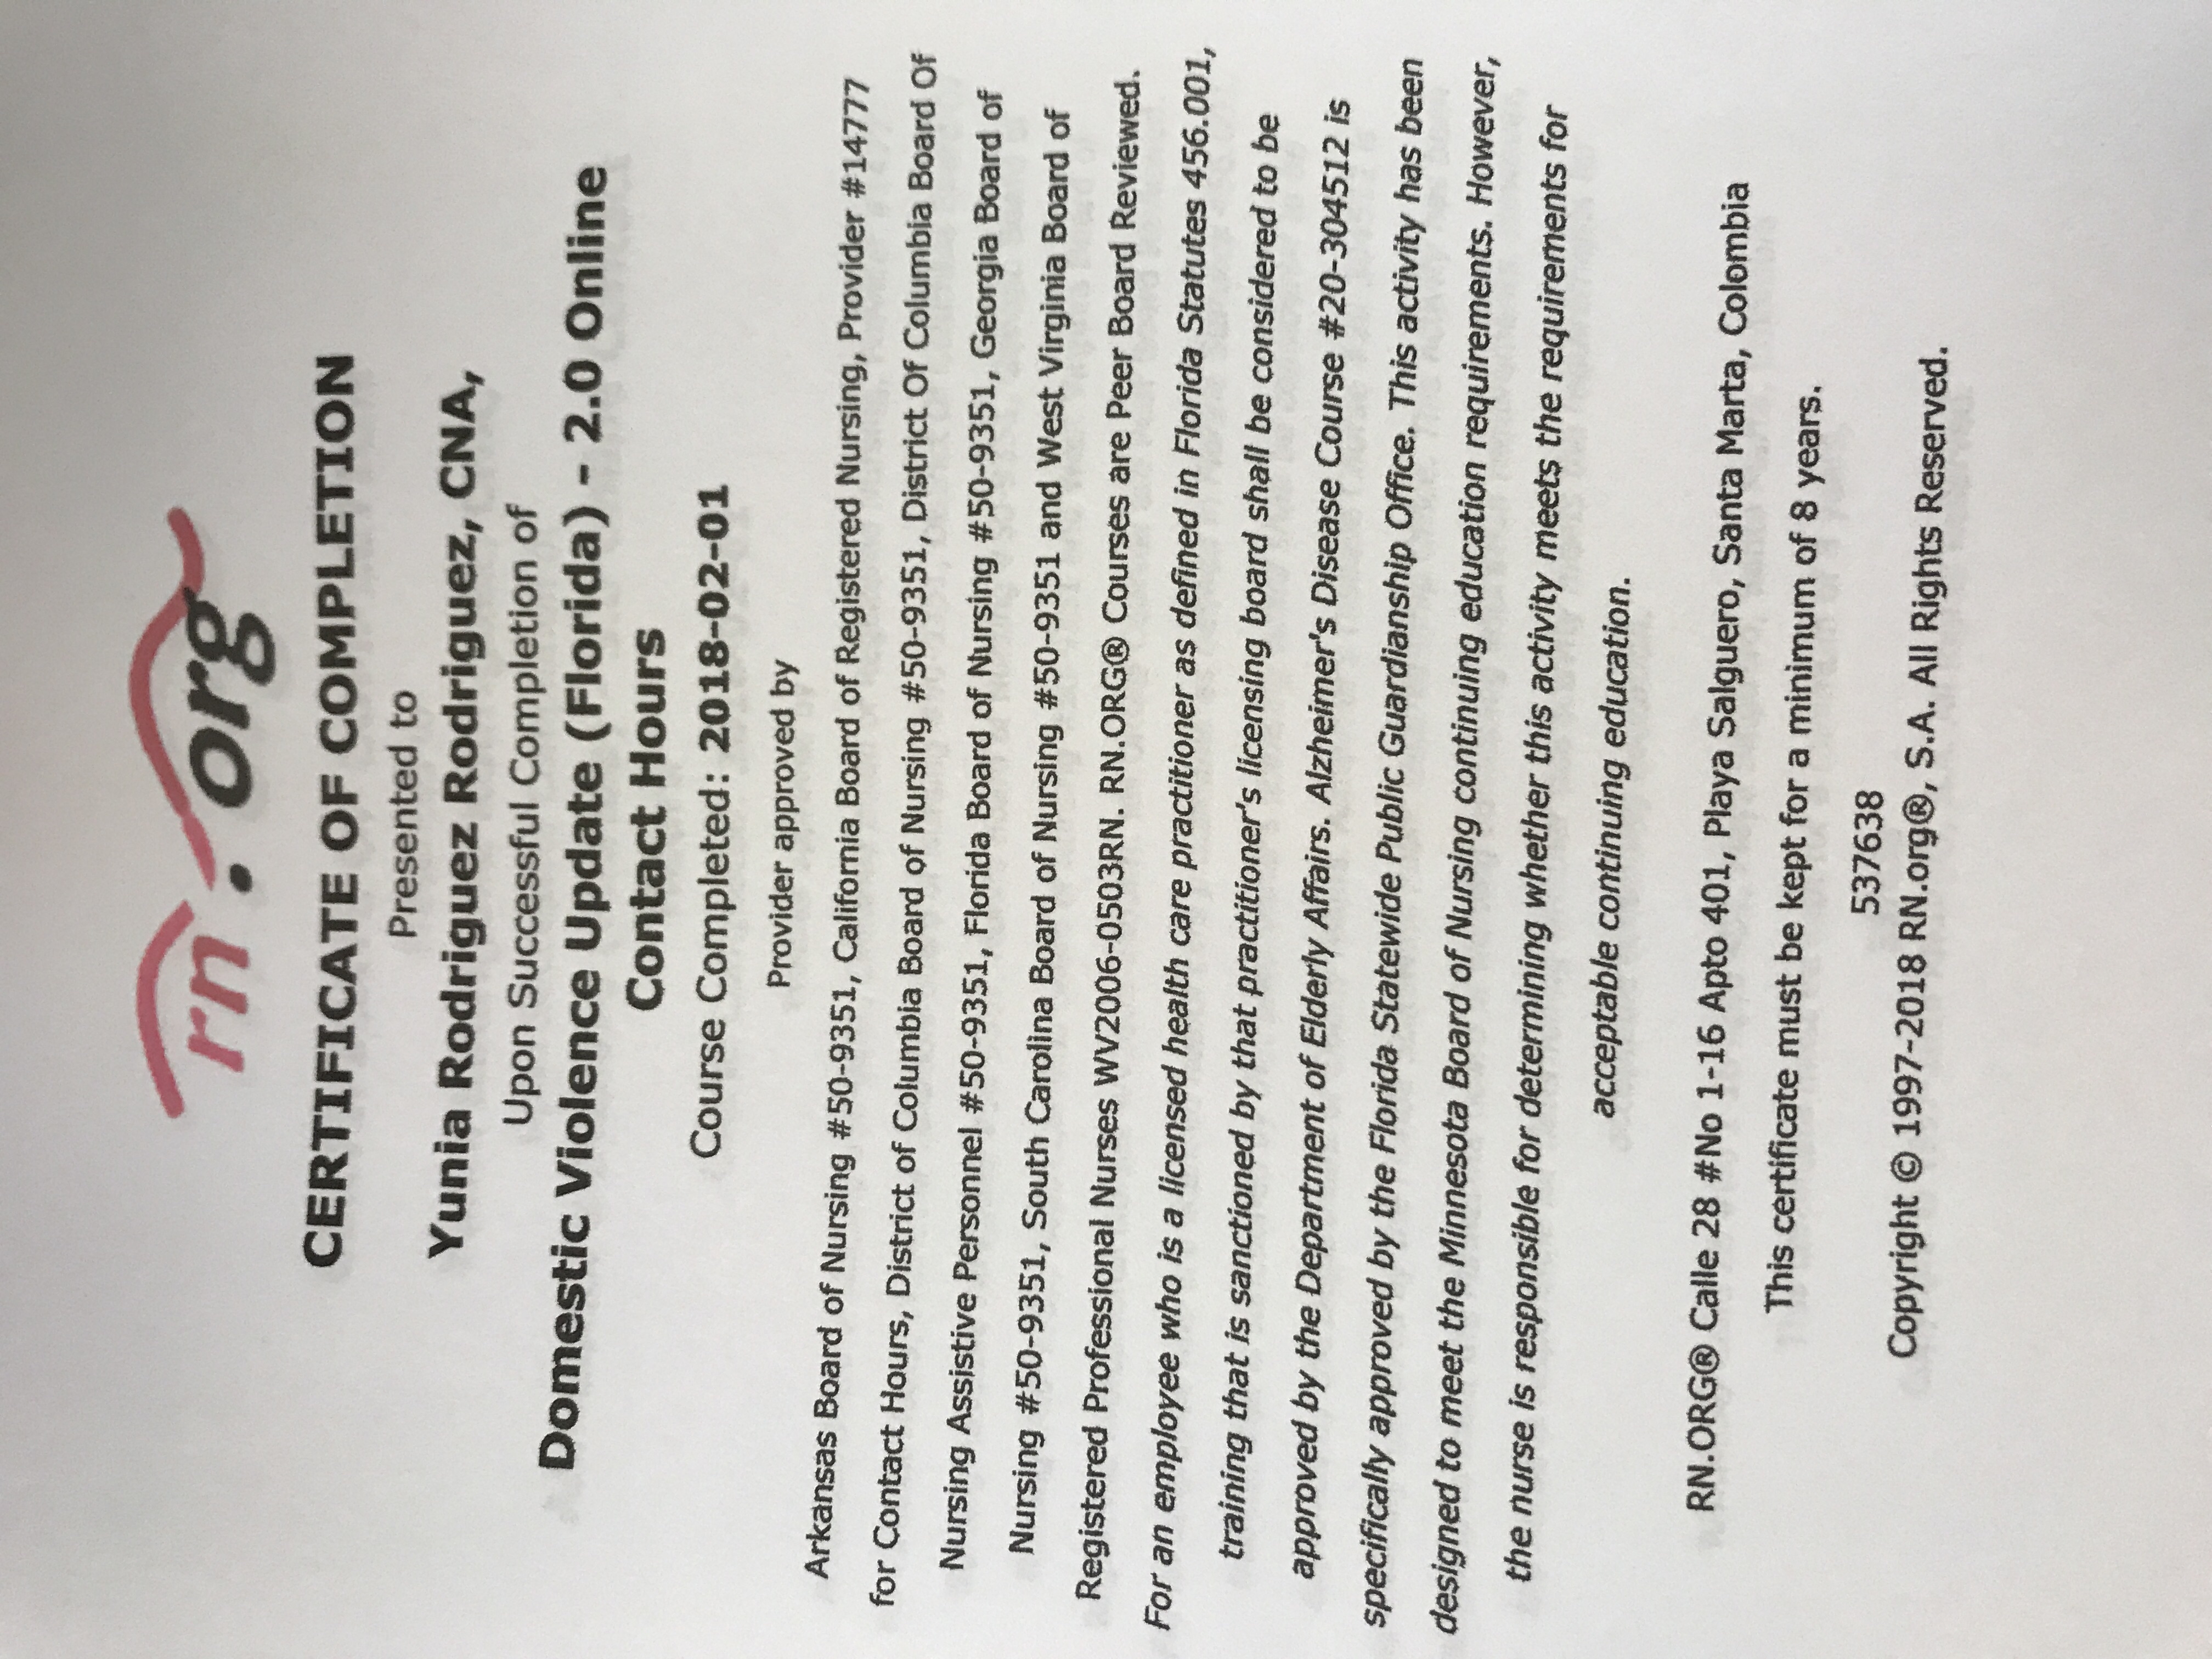 rn.org
CERTIFICATE OF COMPLETION
Presented to
Yunia Rodriguez Rodriguez, CNA,
Upon Successful Completion of
Domestic Violence Update (Florida) - 2.0 Online
Contact Hours
Course Completed: 2018-02-01
Provider approved by
Arkansas Board of Nursing #50-9351, California Board of Registered Nursing, Provider #14777
for Contact Hours, District of Columbia Board of Nursing #50-9351, District Of Columbia Board Of
Nursing Assistive Personnel #50-9351, Florida Board of Nursing #50-9351, Georgia Board of
Nursing #50-9351, South Carolina Board of Nursing #50-9351 and West Virginia Board of
Registered Professional Nurses WV2006-0503RN. RN.ORG® Courses are Peer Board Reviewed.
For an employee who is a licensed health care practitioner as defined in Florida Statutes 456.001,
training that is sanctioned by that practitioner's licensing board shall be considered to be
approved by the Department of Elderly Affairs. Alzheimer's Disease Course #20-304512 is
specifically approved by the Florida Statewide Public Guardianship Office. This activity has been
designed to meet the Minnesota Board of Nursing continuing education requirements. However,
the nurse is responsible for determining whether this activity meets the requirements for
acceptable continuing education.
RN.ORG® Calle 28 #No 1-16 Apto 401, Playa Salguero, Santa Marta, Colombia
This certificate must be kept for a minimum of 8 years.
537638
Copyright © 1997-2018 RN.org®, S.A. All Rights Reserved.